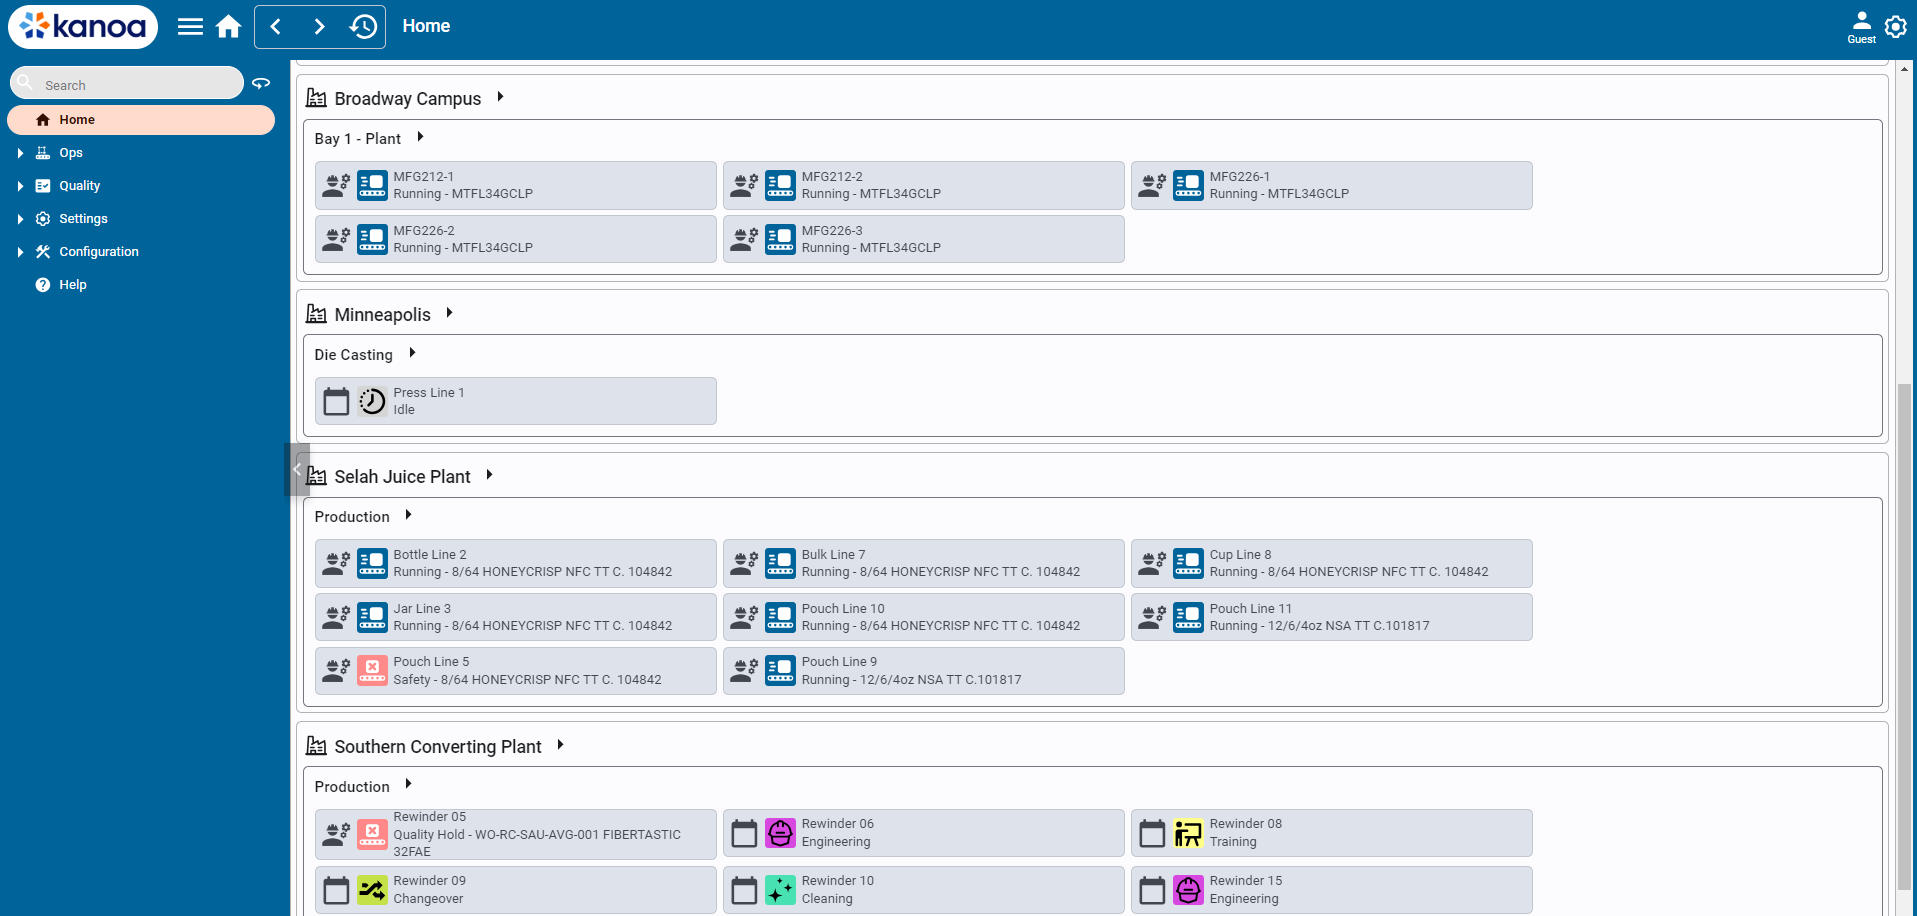 kanoa
Home
Guest
Search
Home
Ops
Quality
Settings
Configuration
Help
Broadway Campus
Bay 1 - Plant
MFG212-1
Running - MTFL34GCLP
MFG212-2
Running - MTFL34GCLP
MFG226-1
Running - MTFL34GCLP
MFG226-2
Running - MTFL34GCLP
MFG226-3
Running - MTFL34GCLP
Minneapolis
Die Casting
Press Line 1
Idle
Selah Juice Plant
Production
Bottle Line 2
Running - 8/64 HONEYCRISP NFC TT C. 104842
Bulk Line 7
Running - 8/64 HONEYCRISP NFC TT C. 104842
Cup Line 8
Running - 8/64 HONEYCRISP NFC TT C. 104842
Jar Line 3
Running - 8/64 HONEYCRISP NFC TT C. 104842
Pouch Line 10
Running - 8/64 HONEYCRISP NFC TT C. 104842
Pouch Line 11
Running - 12/6/4oz NSA TT C.101817
Pouch Line 5
Safety - 8/64 HONEYCRISP NFC TT C. 104842
Pouch Line 9
Running - 12/6/4oz NSA TT C.101817
Southern Converting Plant
Production
Rewinder 05
Quality Hold - WO-RC-SAU-AVG-001 FIBERTASTIC
32FAE
Rewinder 06
Engineering
Rewinder 08
Training
Rewinder 09
Changeover
Rewinder 10
Cleaning
Rewinder 15
Engineering